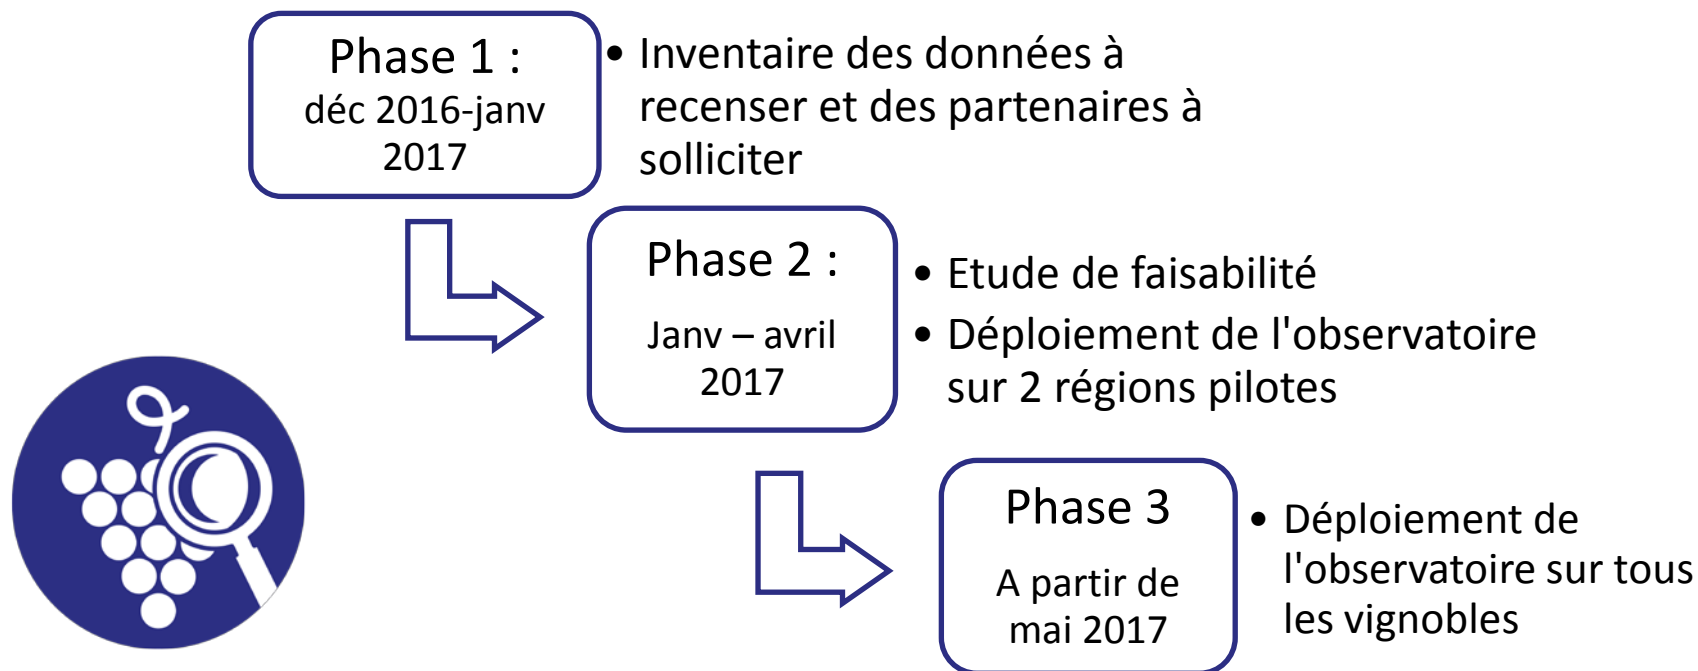 Phase 1 :
déc 2016-janv
2017
• Inventaire des données à
recenser et des partenaires à
solliciter
Phase 2 :
Janv – avril
2017
• Etude de faisabilité
• Déploiement de l'observatoire
sur 2 régions pilotes
Phase 3
A partir de
mai 2017
• Déploiement de
l'observatoire sur tous
les vignobles